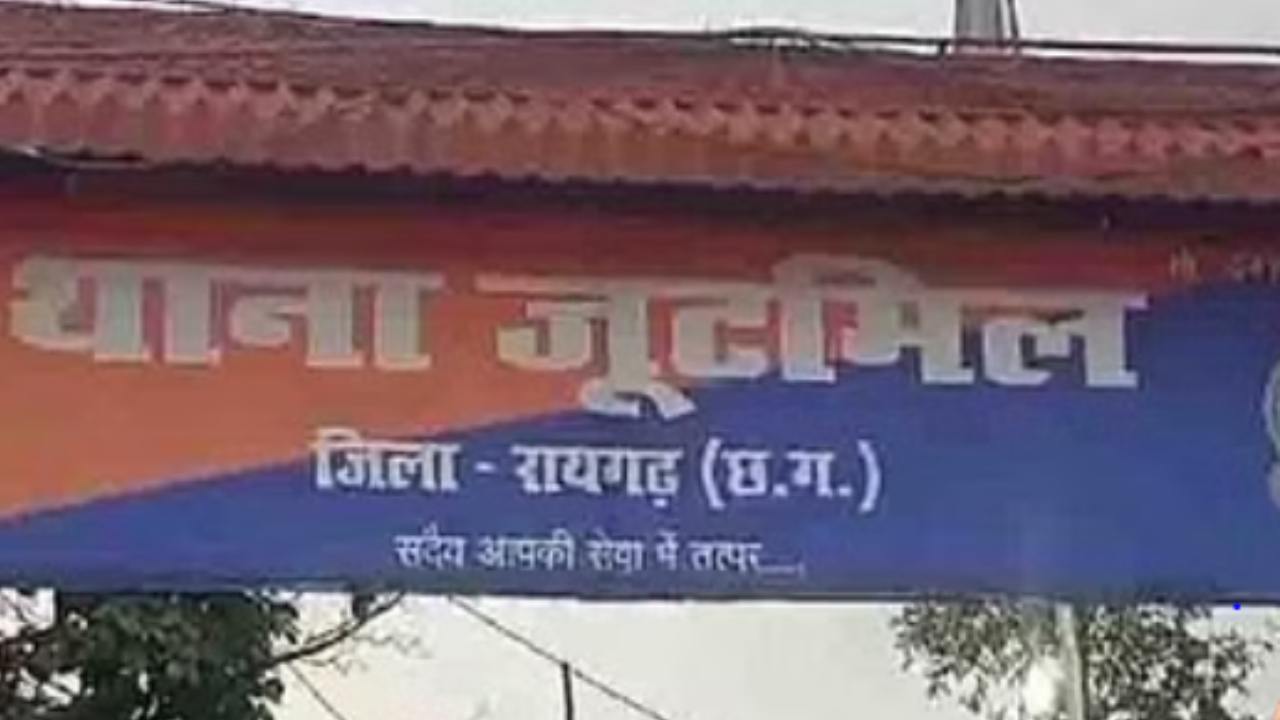 थाना जूटमिल
जिला - रायगढ़ (छ.ग.)
सदैव आपकी सेवा में तत्पर....